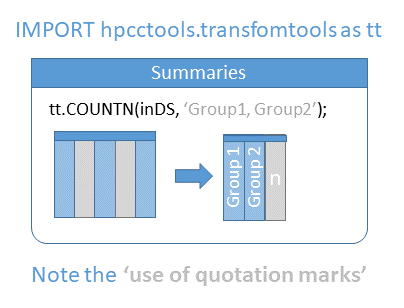 IMPORT hpcctools.transfomtools as tt
Summaries
tt.COUNTN(inDS, ‘Group1, Group2’);
Group 1
Group 2
n
Note the ‘use of quotation marks’